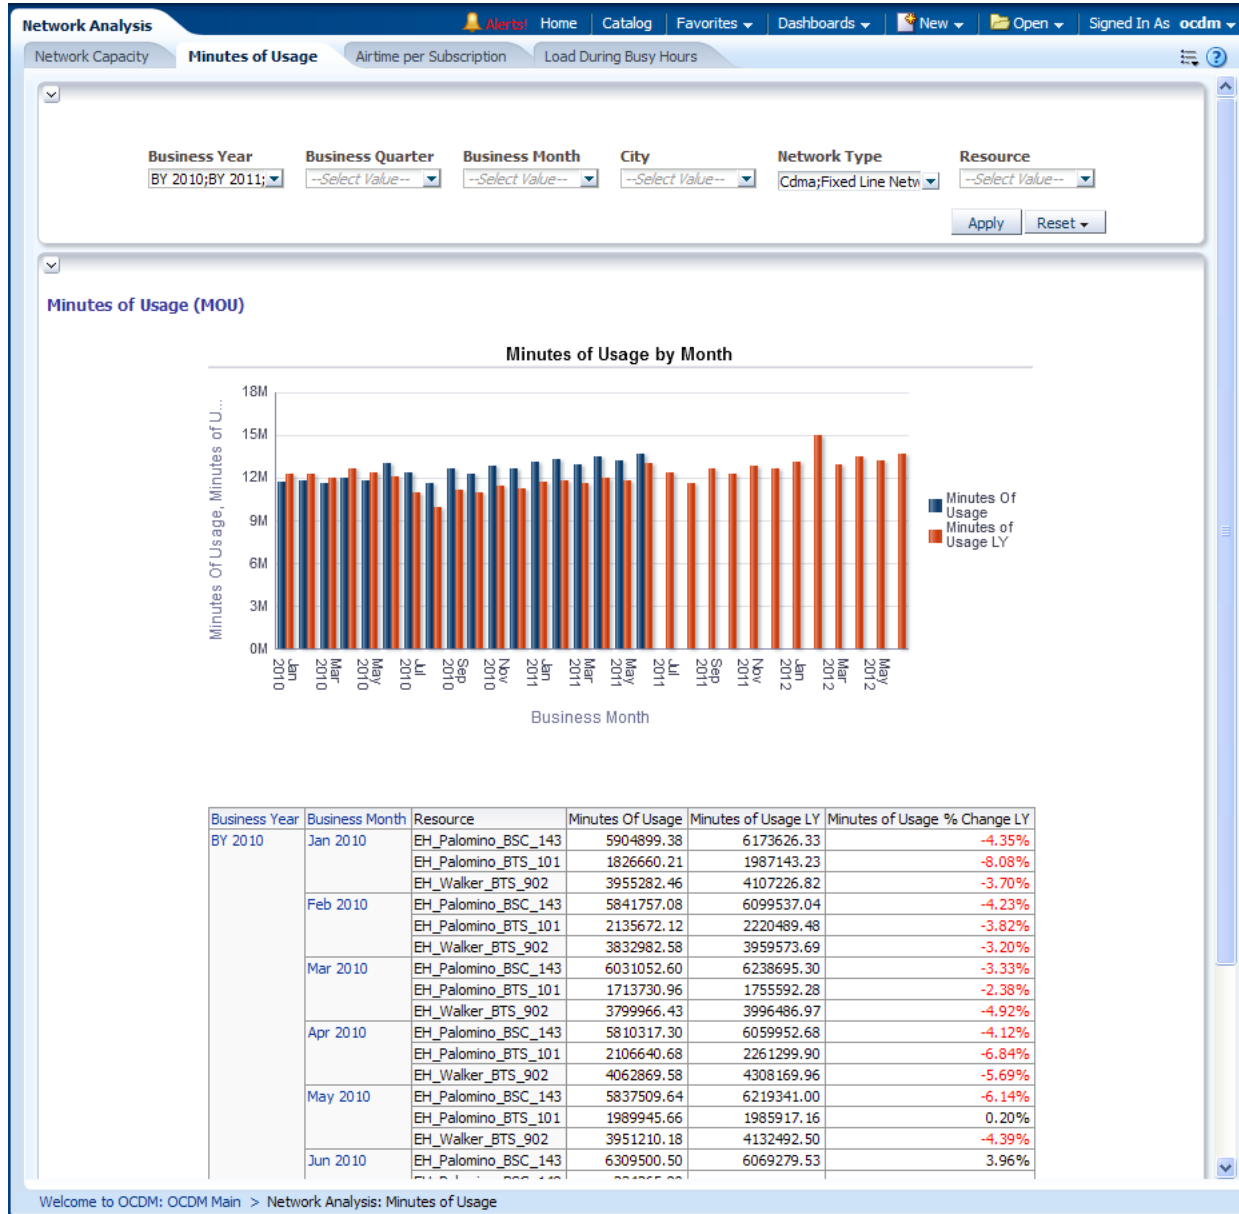 Network Analysis
Alerts! Home Catalog Favorites Dashboards New Open Signed In As ocdm
Network Capacity Minutes of Usage Airtime per Subscription Load During Busy Hours
Business Year Business Quarter Business Month City Network Type Resource
BY 2010;BY 2011; --Select Value-- --Select Value-- --Select Value-- Cdma;Fixed Line Netw --Select Value--
Apply Reset
Minutes of Usage (MOU)
Minutes of Usage by Month
Minutes Of Usage, Minutes of U...
18M
15M
12M
9M
6M
3M
0M
Jan 2010 Mar 2010 May 2010 Jul 2010 Sep 2010 Nov 2010 Jan 2011 Mar 2011 May 2011 Jul 2011 Sep 2011 Nov 2011 Jan 2012 Mar 2012 May 2012
Business Month
Minutes Of Usage
Minutes of Usage LY
Business Year Business Month Resource Minutes Of Usage Minutes of Usage LY Minutes of Usage % Change LY
BY 2010 Jan 2010 EH_Palomino_BSC_143 5904899.38 6173626.33 -4.35%
EH_Palomino_BTS_101 1826660.21 1987143.23 -8.08%
EH_Walker_BTS_902 3955282.46 4107226.82 -3.70%
Feb 2010 EH_Palomino_BSC_143 5841757.08 6099537.04 -4.23%
EH_Palomino_BTS_101 2135672.12 2220489.48 -3.82%
EH_Walker_BTS_902 3832982.58 3959573.69 -3.20%
Mar 2010 EH_Palomino_BSC_143 6031052.60 6238695.30 -3.33%
EH_Palomino_BTS_101 1713730.96 1755592.28 -2.38%
EH_Walker_BTS_902 3799966.43 3996486.97 -4.92%
Apr 2010 EH_Palomino_BSC_143 5810317.30 6059952.68 -4.12%
EH_Palomino_BTS_101 2106640.68 2261299.90 -6.84%
EH_Walker_BTS_902 4062869.58 4308169.96 -5.69%
May 2010 EH_Palomino_BSC_143 5837509.64 6219341.00 -6.14%
EH_Palomino_BTS_101 1989945.66 1985917.16 0.20%
EH_Walker_BTS_902 3951210.18 4132492.50 -4.39%
Jun 2010 EH_Palomino_BSC_143 6309500.50 6069279.53 3.96%
Welcome to OCDM: OCDM Main > Network Analysis: Minutes of Usage